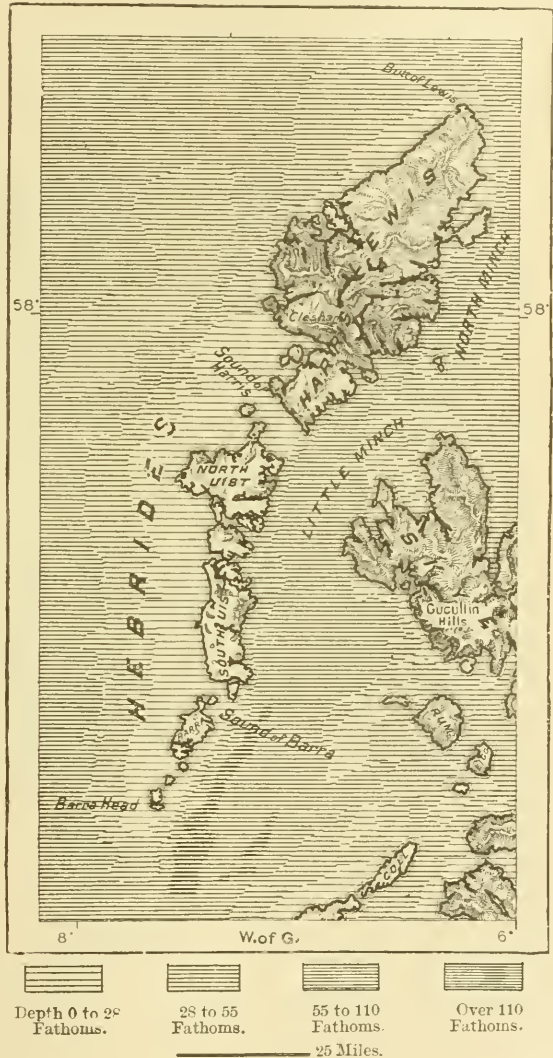 Butt of Lewis
LEWIS
58°
58°
NORTH MINCH
Clesham
HARRIS
Sound of
Harris
LITTLE MINCH
HEBRIDES
NORTH
UIST
SKYE
Cucullin
Hills
SOUTH UIST
Sound of Barra
BARRA
RUM
Barra Head
COLL
8°
W. of G.
6°
Depth 0 to 28
Fathoms.
28 to 55
Fathoms.
55 to 110
Fathoms.
Over 110
Fathoms.
25 Miles.